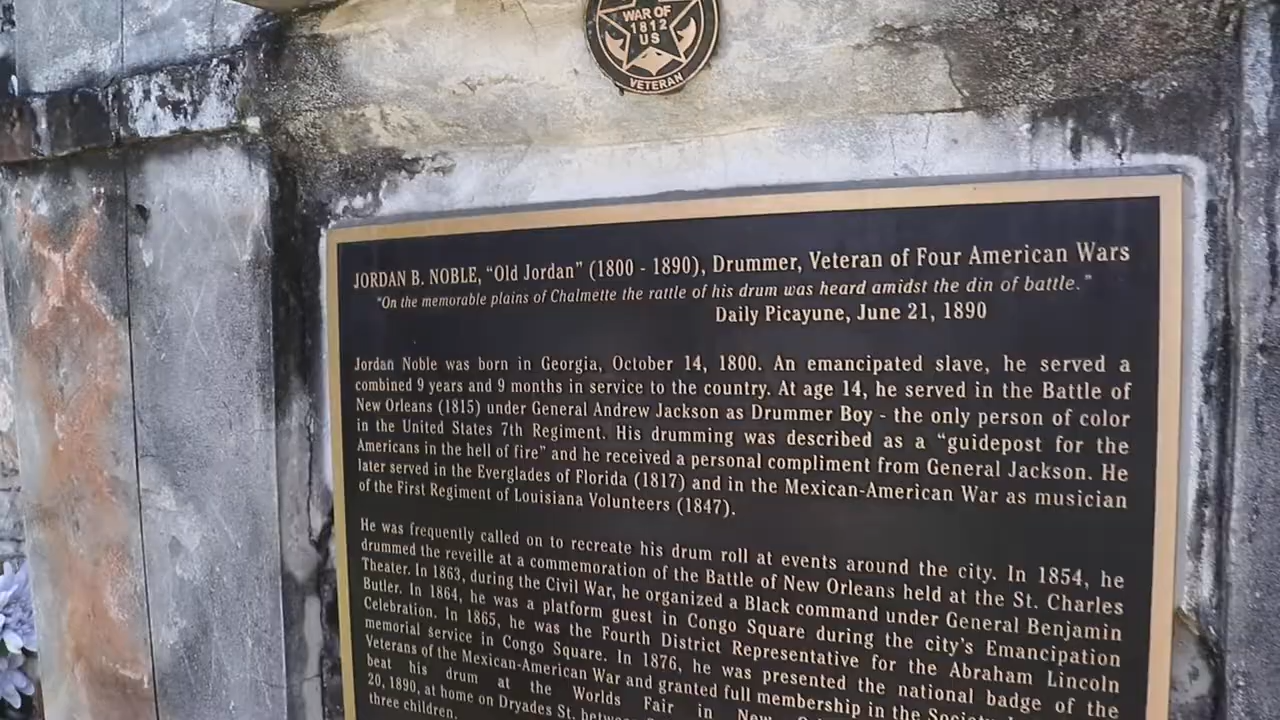 WAR OF
1812
US
VETERAN
JORDAN B. NOBLE, “Old Jordan” (1800 - 1890), Drummer, Veteran of Four American Wars
“On the memorable plains of Chalmette the rattle of his drum was heard amidst the din of battle.”
Daily Picayune, June 21, 1890
Jordan Noble was born in Georgia, October 14, 1800. An emancipated slave, he served a
combined 9 years and 9 months in service to the country. At age 14, he served in the Battle of
New Orleans (1815) under General Andrew Jackson as Drummer Boy - the only person of color
in the United States 7th Regiment. His drumming was described as a “guidepost for the
Americans in the hell of fire” and he received a personal compliment from General Jackson. He
later served in the Everglades of Florida (1817) and in the Mexican-American War as musician
of the First Regiment of Louisiana Volunteers (1847).
He was frequently called on to recreate his drum roll at events around the city. In 1854, he
drummed the reveille at a commemoration of the Battle of New Orleans held at the St. Charles
Theater. In 1863, during the Civil War, he organized a Black command under General Benjamin
Butler. In 1864, he was a platform guest in Congo Square during the city’s Emancipation
Celebration. In 1865, he was the Fourth District Representative for the Abraham Lincoln
memorial service in Congo Square. In 1876, he was presented the national badge of the
Veterans of the Mexican-American War and granted full membership in the
beat his drum at the Worlds Fair in
20, 1890, at home on Dryades St.
three children.